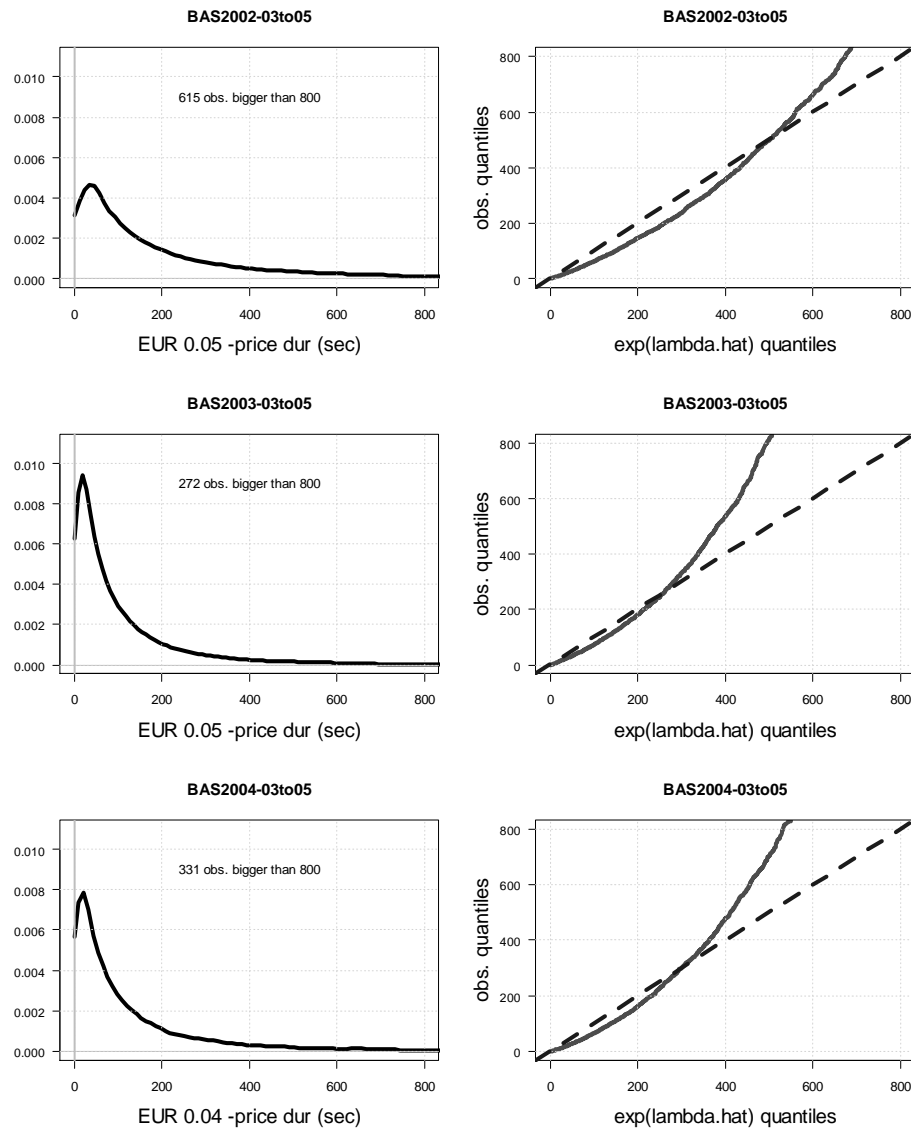 BAS2002-03to05
0.010
0.008
0.006
0.004
0.002
0.000
615 obs. bigger than 800
0 200 400 600 800
EUR 0.05 -price dur (sec)
BAS2002-03to05
obs. quantiles
800
600
400
200
0
0 200 400 600 800
exp(lambda.hat) quantiles
BAS2003-03to05
0.010
0.008
0.006
0.004
0.002
0.000
272 obs. bigger than 800
0 200 400 600 800
EUR 0.05 -price dur (sec)
BAS2003-03to05
obs. quantiles
800
600
400
200
0
0 200 400 600 800
exp(lambda.hat) quantiles
BAS2004-03to05
0.010
0.008
0.006
0.004
0.002
0.000
331 obs. bigger than 800
0 200 400 600 800
EUR 0.04 -price dur (sec)
BAS2004-03to05
obs. quantiles
800
600
400
200
0
0 200 400 600 800
exp(lambda.hat) quantiles